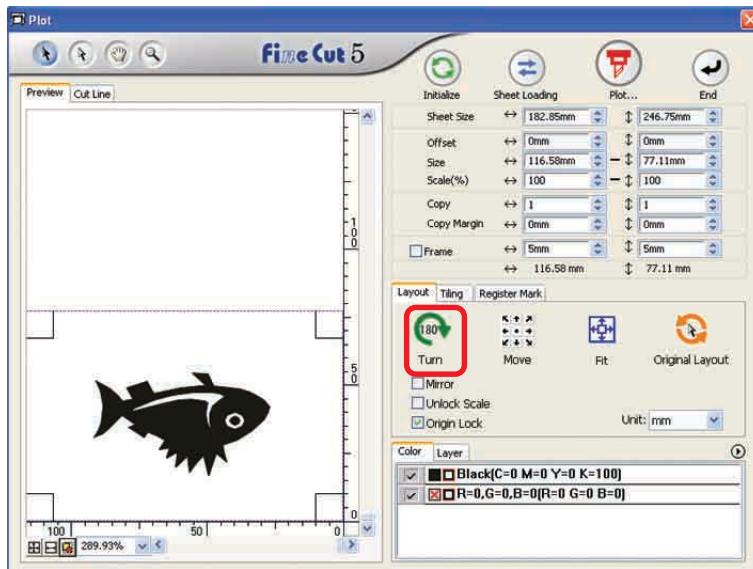 Plot
FineCut 5
Initialize Sheet Loading Plot... End
Preview Cut Line
Sheet Size 182.85mm 246.75mm
Offset 0mm 0mm
Size 116.58mm 77.11mm
Scale(%) 100 100
Copy 1 1
Copy Margin 0mm 0mm
Frame 5mm 5mm
116.58 mm 77.11 mm
Layout Tiling Register Mark
180°
Turn Move Fit Original Layout
Mirror
Unlock Scale
Origin Lock Unit: mm
Color Layer
Black(C=0 M=0 Y=0 K=100)
R=0,G=0,B=0(R=0 G=0 B=0)
100
50
0
100 50 0
289.93%